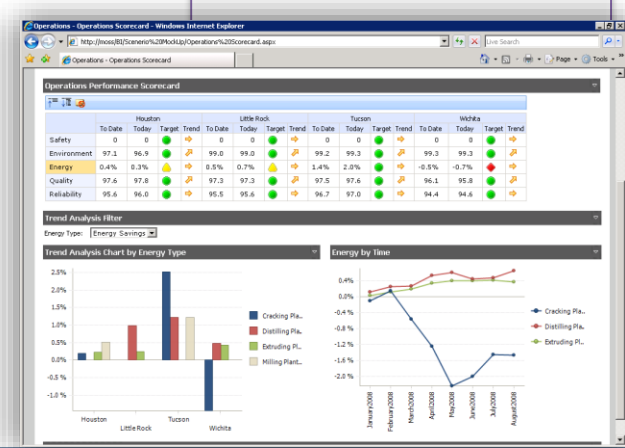 Operations - Operations Scorecard - Windows Internet Explorer
http://moss/BI/Scenerio%20MockUp/Operations%20Scorecard.aspx
Live Search
Operations - Operations Scorecard
Page
Tools
Operations Performance Scorecard
Houston Little Rock Tucson Wichita
To Date Today Target Trend To Date Today Target Trend To Date Today Target Trend To Date Today Target Trend
Safety 0 0 0 0 0 0 0 0
Environment 97.1 96.9 99.0 99.0 99.2 99.3 99.3 99.3
Energy 0.4% 0.3% 0.5% 0.7% 1.4% 2.0% -0.5% -0.7%
Quality 97.6 97.8 97.3 97.3 97.5 97.6 96.1 95.8
Reliability 95.6 96.0 95.5 95.6 96.7 97.0 94.4 94.6
Trend Analysis Filter
Energy Type: Energy Savings
Trend Analysis Chart by Energy Type
2.5%
2.0%
1.5%
1.0%
0.5%
0.0%
-0.5 %
-1.0 %
Houston
Little Rock
Tucson
Wichita
Cracking Pla..
Distilling Pla..
Extruding Pl..
Milling Plant..
Energy by Time
0.4%
0.0%
-0.4 %
-0.8 %
-1.2 %
-1.6 %
-2.0 %
January2008
February2008
March2008
April2008
May2008
June2008
July2008
August2008
Cracking Pla..
Distilling Pla..
Extruding Pl..